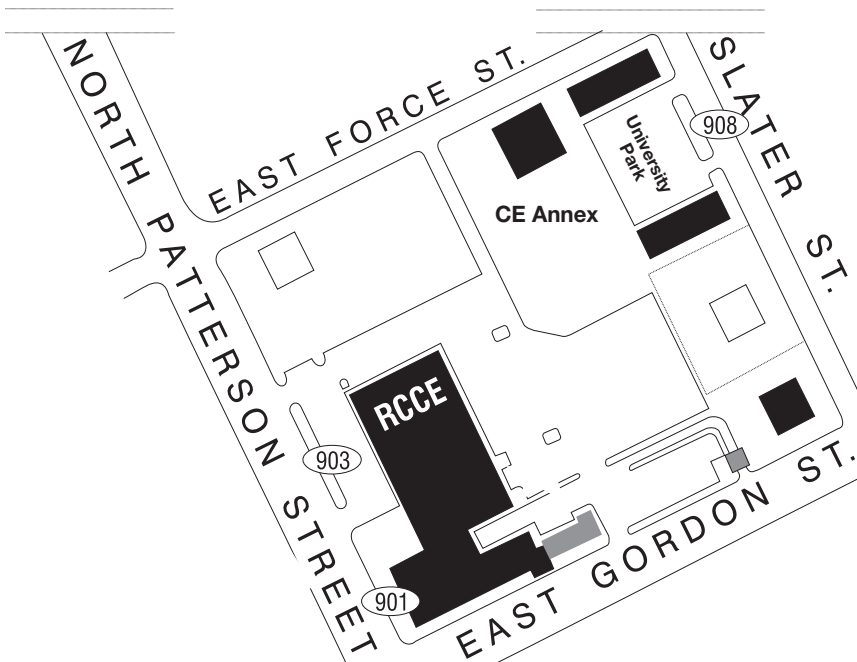 NORTH PATTERSON STREET
EAST FORCE ST.
SLATER ST.
908
University
Park
CE Annex
RCCE
903
901
EAST GORDON ST.